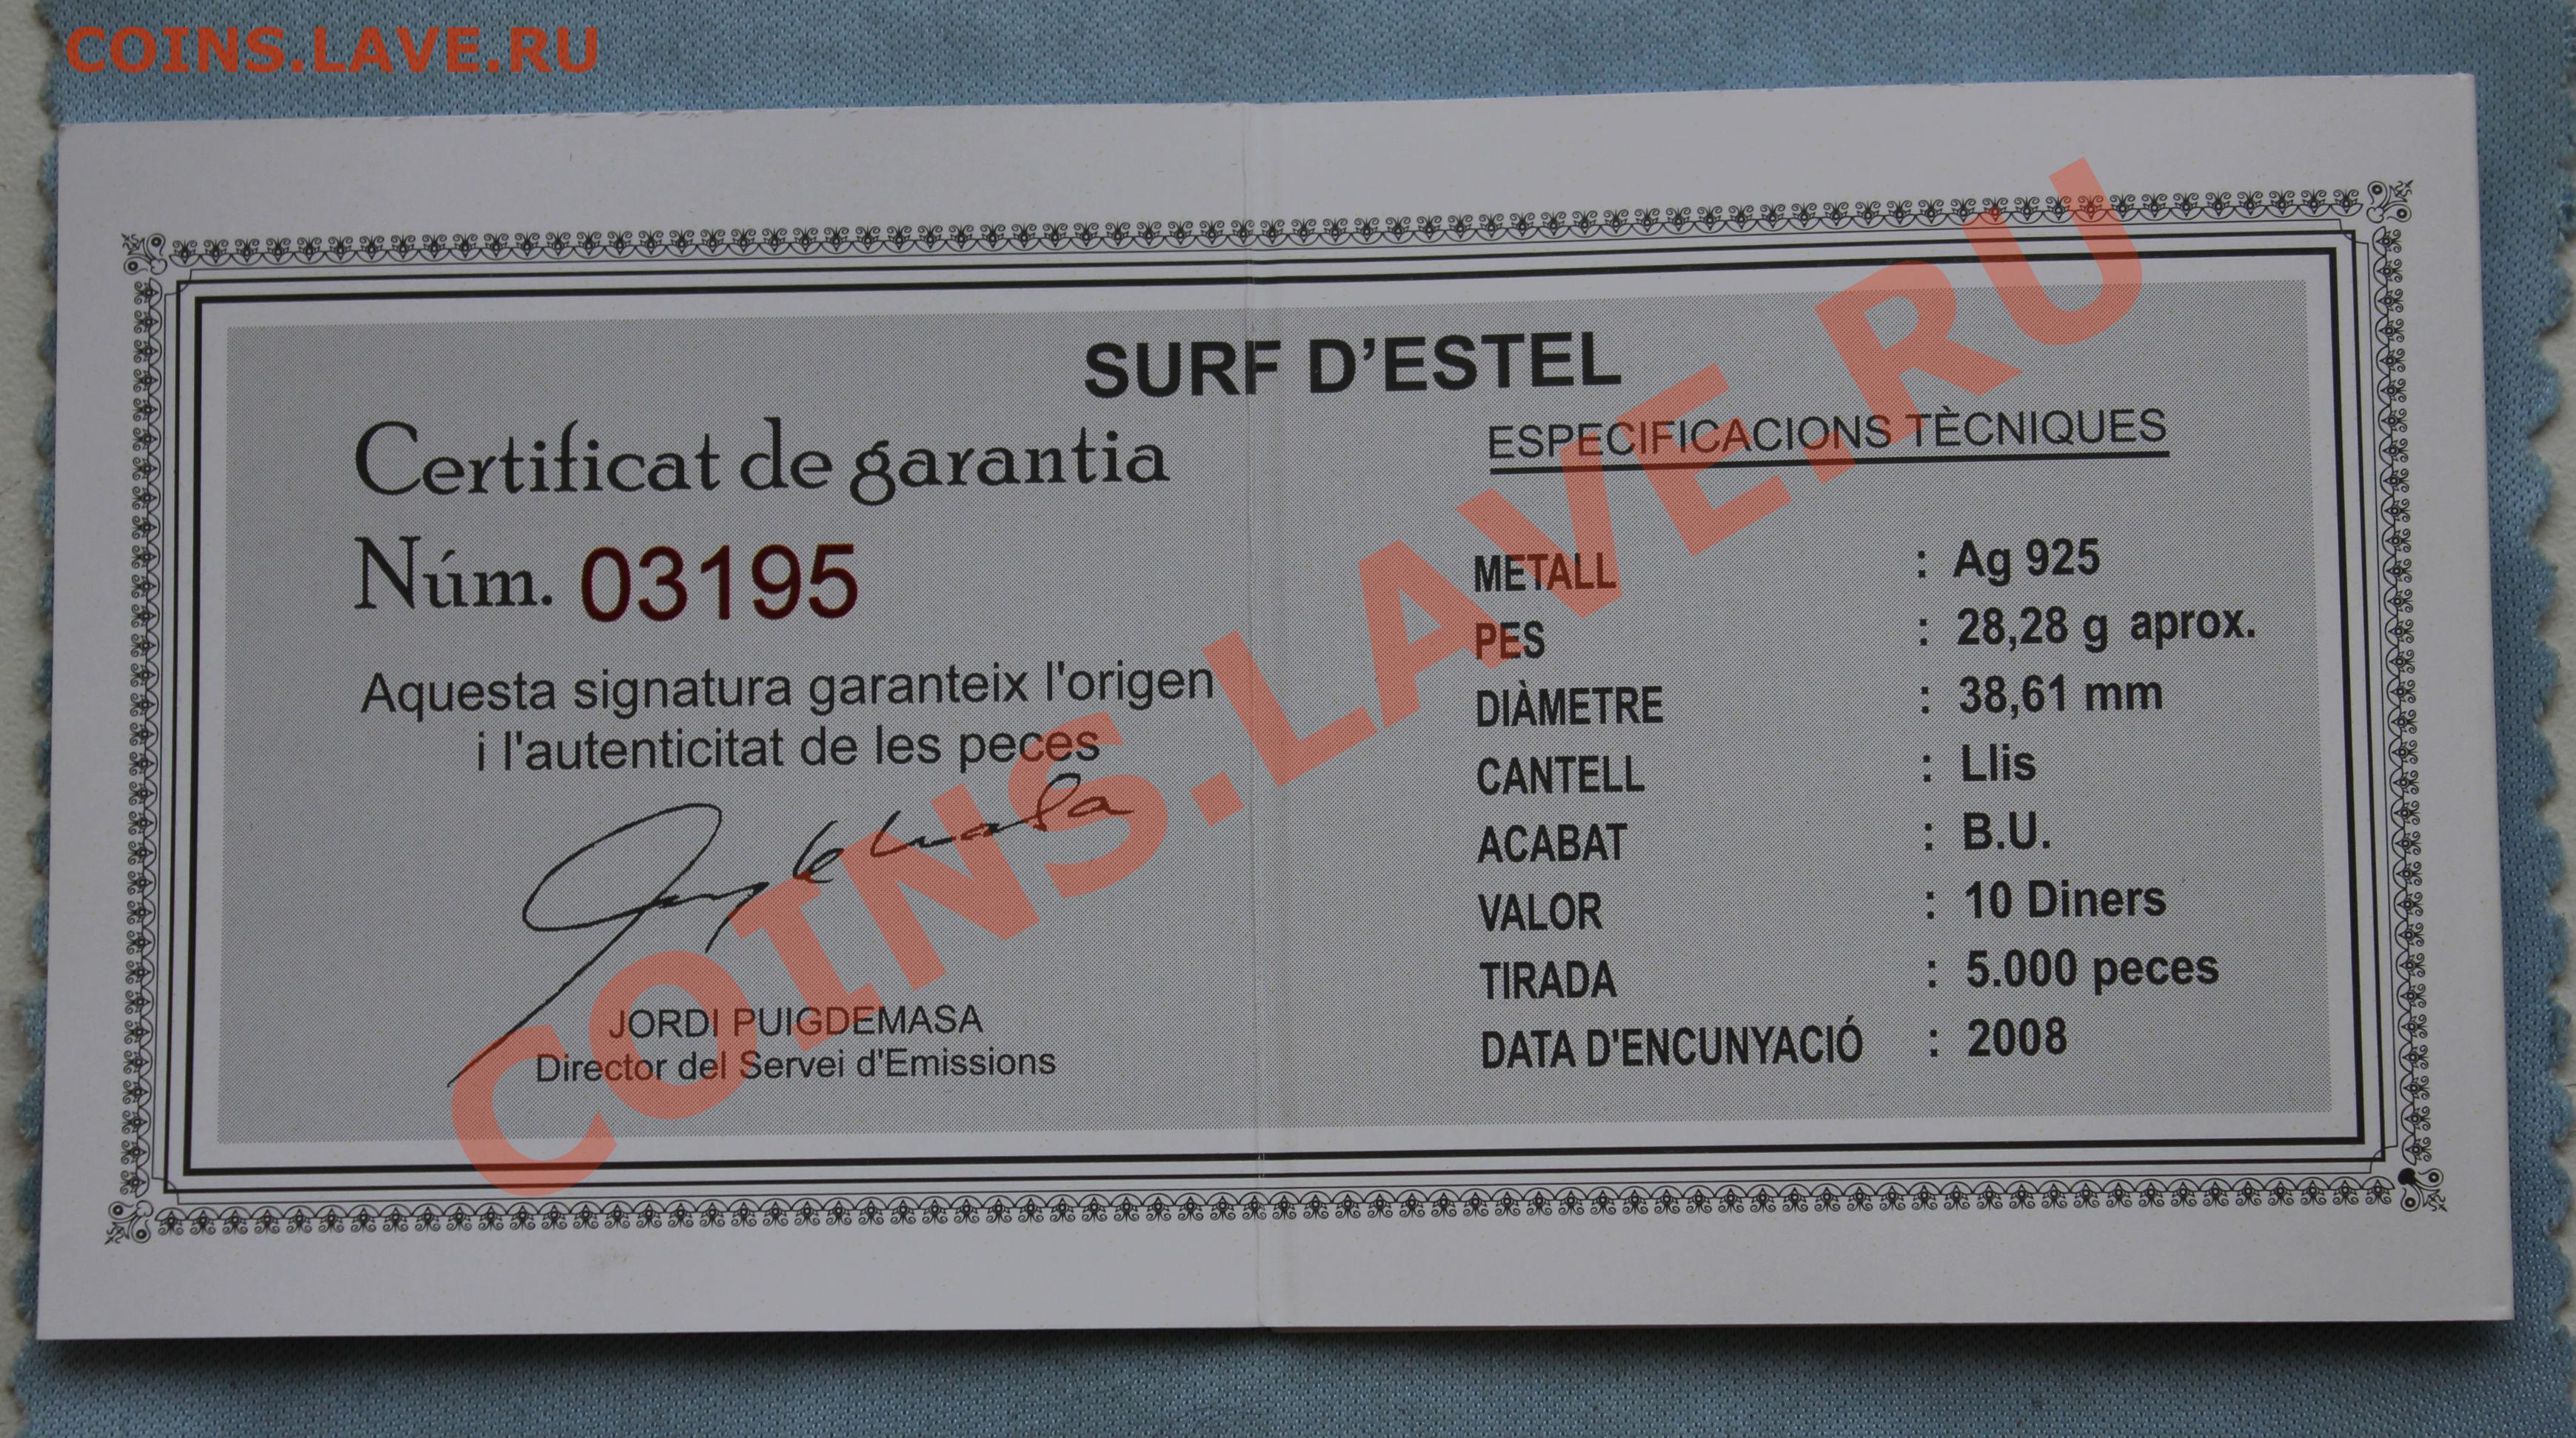 COINS.LAVE.RU
SURF D'ESTEL
Certificat de garantia
Núm. 03195
Aquesta signatura garanteix l'origen
i l'autenticitat de les peces
JORDI PUIGDEMASA
Director del Servei d'Emissions
ESPECIFICACIONS TÈCNIQUES
METALL : Ag 925
PES : 28,28 g aprox.
DIÀMETRE : 38,61 mm
CANTELL : Llis
ACABAT : B.U.
VALOR : 10 Diners
TIRADA : 5.000 peces
DATA D'ENCUNYACIÓ : 2008
COINS.LAVE.RU